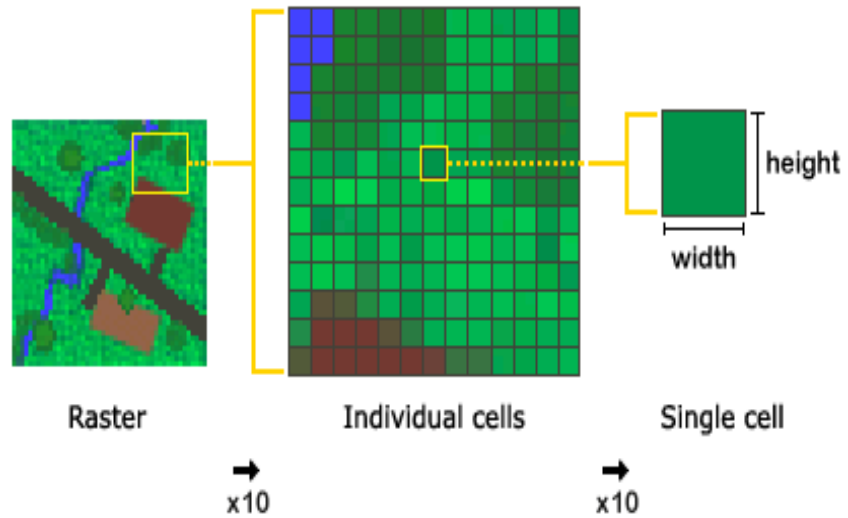 height
width
Raster
Individual cells
Single cell
x10
x10